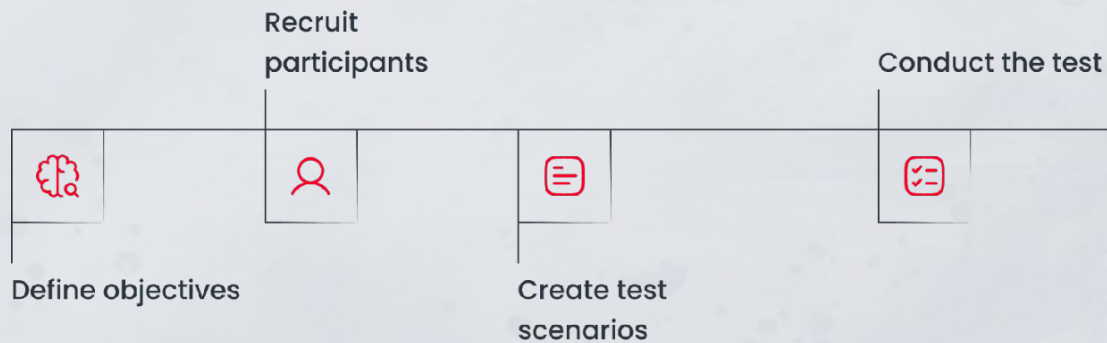 Define objectives
Recruit
participants
Create test
scenarios
Conduct the test